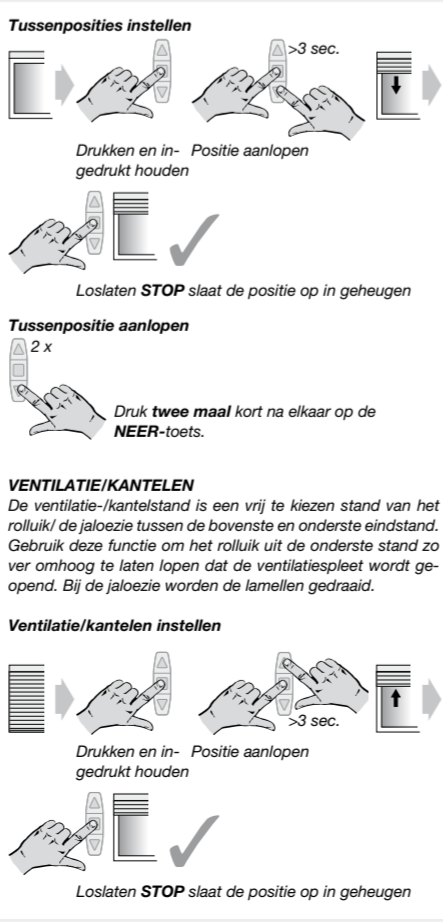 Tussenposities instellen
>3 sec.
Drukken en in-
gedrukt houden
Positie aanlopen
Loslaten STOP slaat de positie op in geheugen
Tussenpositie aanlopen
2 x
Druk twee maal kort na elkaar op de
NEER-toets.
VENTILATIE/KANTELEN
De ventilatie-/kantelstand is een vrij te kiezen stand van het
rolluik/ de jaloezie tussen de bovenste en onderste eindstand.
Gebruik deze functie om het rolluik uit de onderste stand zo
ver omhoog te laten lopen dat de ventilatiespleet wordt ge-
opend. Bij de jaloezie worden de lamellen gedraaid.
Ventilatie/kantelen instellen
>3 sec.
Drukken en in-
gedrukt houden
Positie aanlopen
Loslaten STOP slaat de positie op in geheugen